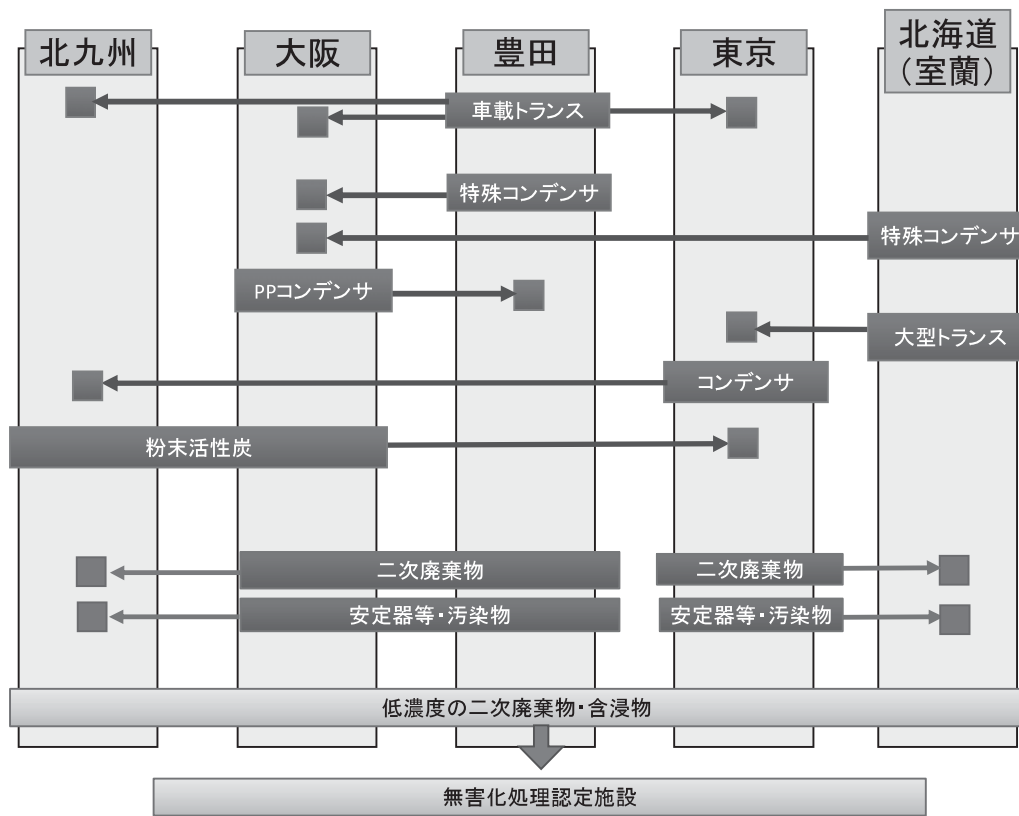 北九州
大阪
豊田
東京
北海道
（室蘭）
車載トランス
特殊コンデンサ
特殊コンデンサ
PPコンデンサ
大型トランス
コンデンサ
粉末活性炭
二次廃棄物
二次廃棄物
安定器等・汚染物
安定器等・汚染物
低濃度の二次廃棄物・含浸物
無害化処理認定施設